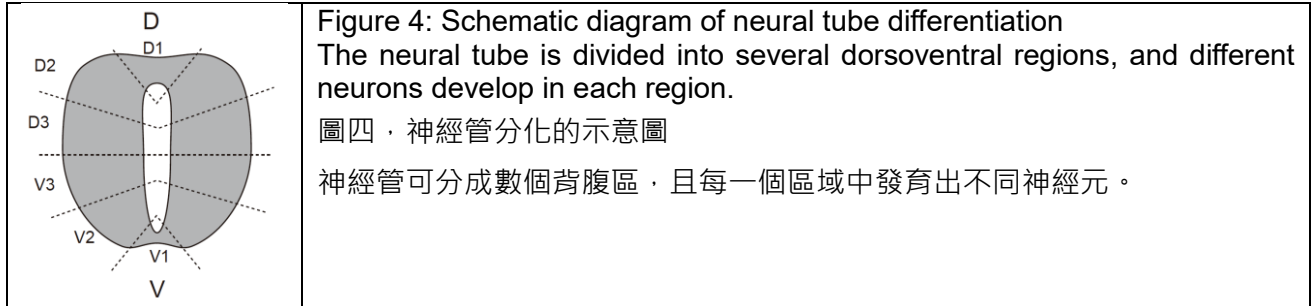 D
D1
D2
D3
V3
V2
V1
V
Figure 4: Schematic diagram of neural tube differentiation
The neural tube is divided into several dorsoventral regions, and different
neurons develop in each region.
圖四，神經管分化的示意圖
神經管可分成數個背腹區，且每一個區域中發育出不同神經元。